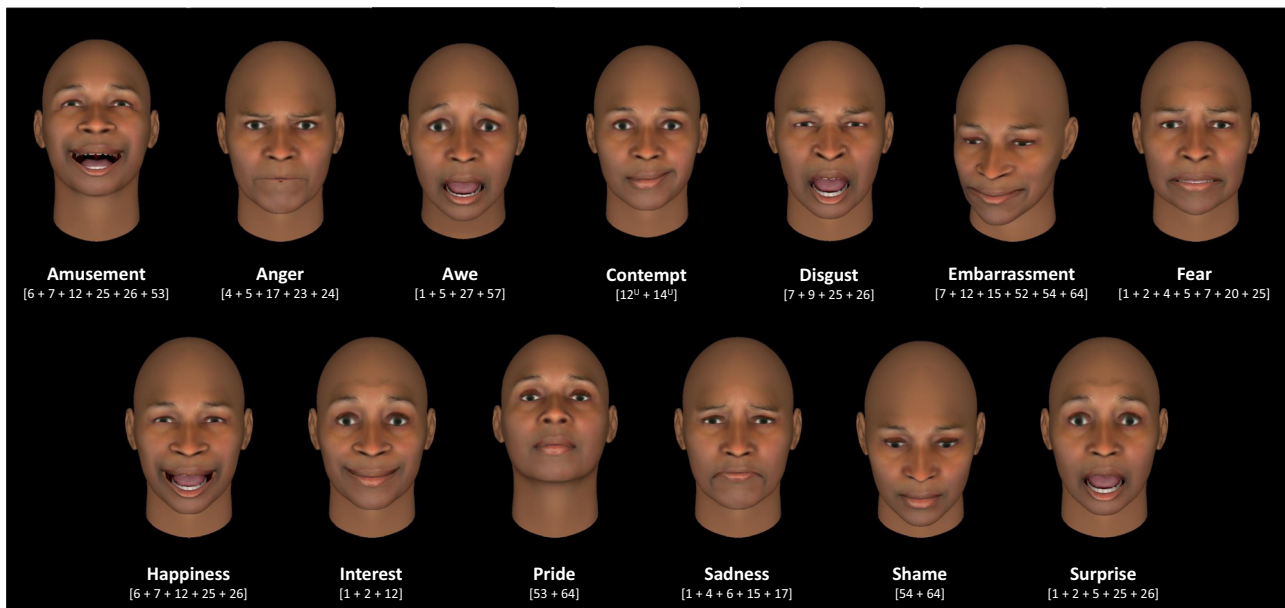 Amusement
[6 + 7 + 12 + 25 + 26 + 53]
Anger
[4 + 5 + 17 + 23 + 24]
Awe
[1 + 5 + 27 + 57]
Contempt
[12ᵁ + 14ᵁ]
Disgust
[7 + 9 + 25 + 26]
Embarrassment
[7 + 12 + 15 + 52 + 54 + 64]
Fear
[1 + 2 + 4 + 5 + 7 + 20 + 25]
Happiness
[6 + 7 + 12 + 25 + 26]
Interest
[1 + 2 + 12]
Pride
[53 + 64]
Sadness
[1 + 4 + 6 + 15 + 17]
Shame
[54 + 64]
Surprise
[1 + 2 + 5 + 25 + 26]